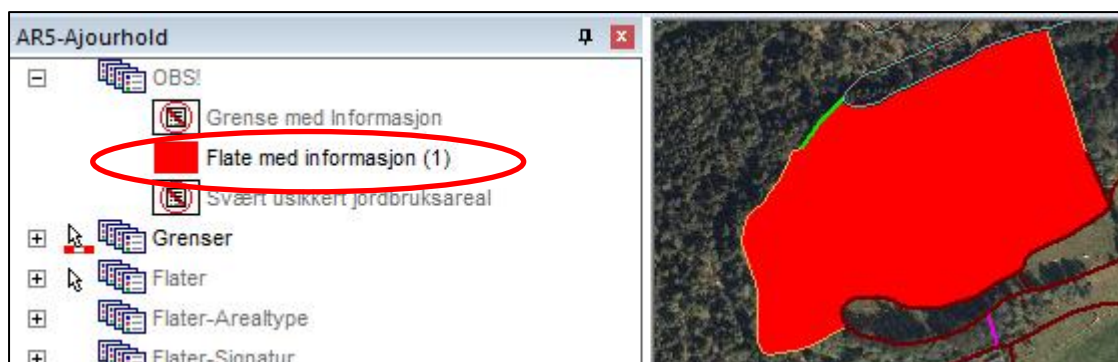 AR5-Ajourhold
OBS!
Grense med Informasjon
Flate med informasjon (1)
Svært usikkert jordbruksareal
Grenser
Flater
Flater-Arealtype
Flater-Signatur